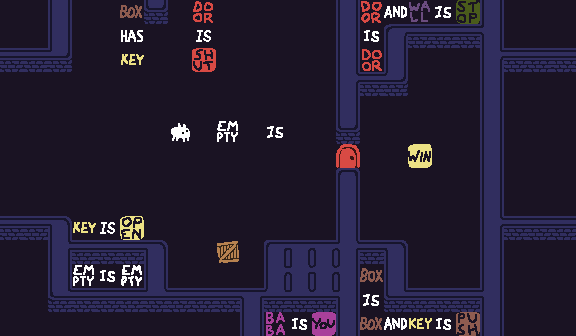 BOX DOOR DOOR AND WALL IS STOP
HAS IS IS
KEY SHUT DOOR
EMPTY IS
WIN
KEY IS OPEN
EMPTY IS EMPTY
BOX
IS
BABA IS YOU BOX AND KEY IS PUSH